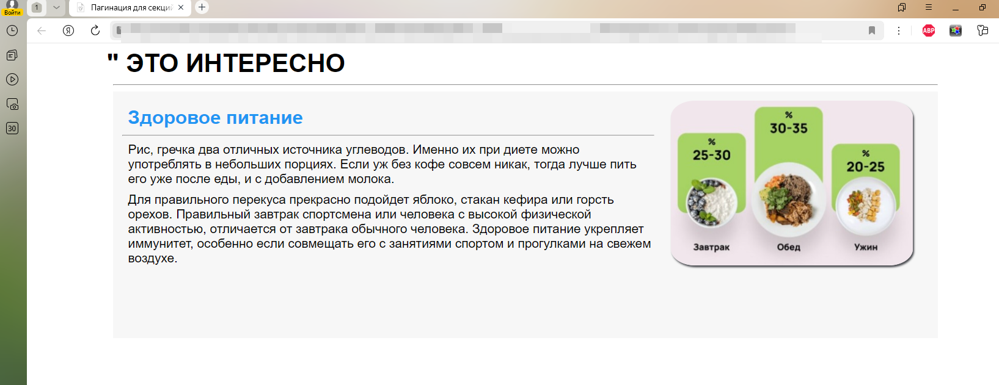 Войти
1
Пагинация для секций
Я
ABP
30
" ЭТО ИНТЕРЕСНО
Здоровое питание
Рис, гречка два отличных источника углеводов. Именно их при диете можно
употреблять в небольших порциях. Если уж без кофе совсем никак, тогда лучше пить
его уже после еды, и с добавлением молока.
Для правильного перекуса прекрасно подойдет яблоко, стакан кефира или горсть
орехов. Правильный завтрак спортсмена или человека с высокой физической
активностью, отличается от завтрака обычного человека. Здоровое питание укрепляет
иммунитет, особенно если совмещать его с занятиями спортом и прогулками на свежем
воздухе.
%
25-30
%
30-35
%
20-25
Завтрак
Обед
Ужин